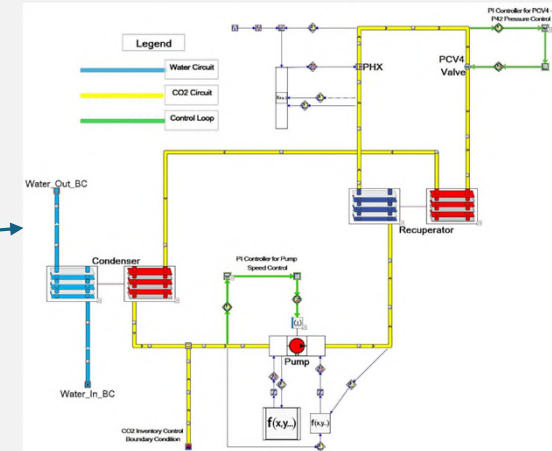 PI Controller for PCV4 -
P42 Pressure Control
Legend
Water Circuit
CO2 Circuit
Control Loop
PHX
PCV4
Valve
Water_Out_BC
Recuperator
Condenser
PI Controller for Pump
Speed Control
Pump
Water_In_BC
f(x,y...)
f(x,y..)
CO2 Inventory Control
Boundary Condition